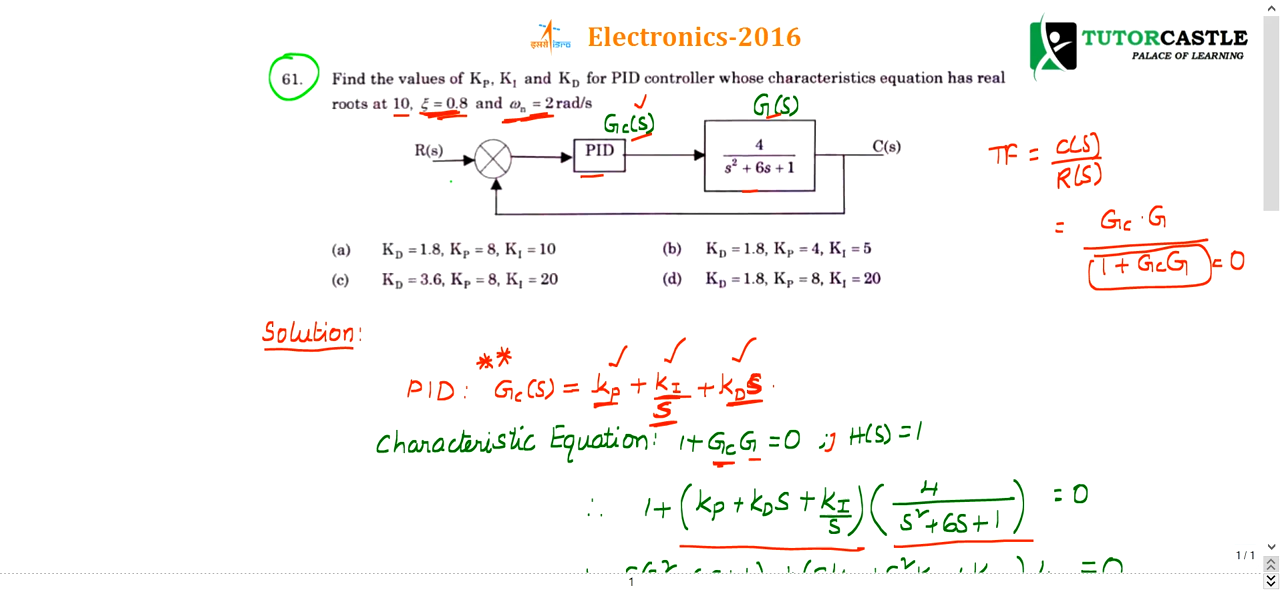 इसरो isro Electronics-2016
TUTORCASTLE
PALACE OF LEARNING
61. Find the values of K_P, K_I and K_D for PID controller whose characteristics equation has real
roots at 10, ξ = 0.8 and ω_n = 2 rad/s
G_c(S) G(S)
R(s) PID 4 / (s² + 6s + 1) C(s)
TF = C(S) / R(S)
= G_c · G / (1 + G_c G) = 0
(a) K_D = 1.8, K_P = 8, K_I = 10 (b) K_D = 1.8, K_P = 4, K_I = 5
(c) K_D = 3.6, K_P = 8, K_I = 20 (d) K_D = 1.8, K_P = 8, K_I = 20
Solution:
**
PID: G_c(S) = k_P + k_I/S + k_D S
Characteristic Equation: 1 + G_c G = 0 ; H(S) = 1
∴ 1 + (k_P + k_D S + k_I/S) (4 / (S² + 6S + 1)) = 0
1 / 1
1